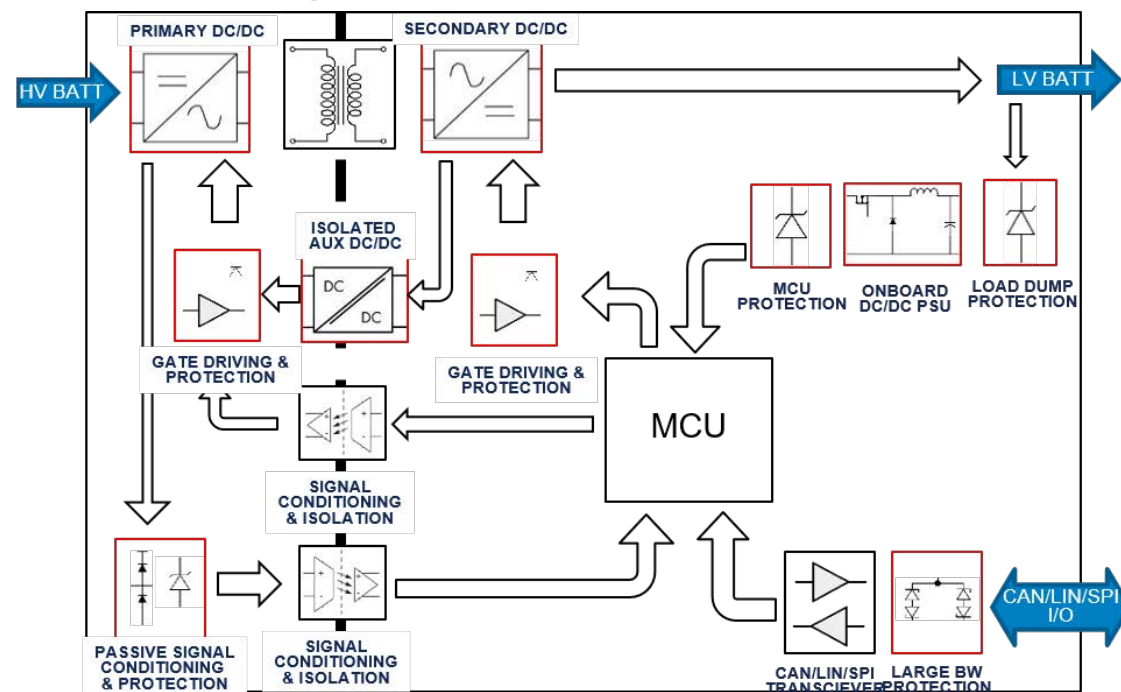 PRIMARY DC/DC
SECONDARY DC/DC
HV BATT
LV BATT
ISOLATED
AUX DC/DC
DC
DC
MCU
PROTECTION
ONBOARD
DC/DC PSU
LOAD DUMP
PROTECTION
GATE DRIVING &
PROTECTION
GATE DRIVING &
PROTECTION
MCU
SIGNAL
CONDITIONING
& ISOLATION
CAN/LIN/SPI
I/O
PASSIVE SIGNAL
CONDITIONING
& PROTECTION
SIGNAL
CONDITIONING
& ISOLATION
CAN/LIN/SPI
TRANSCIEVER
LARGE BW
PROTECTION